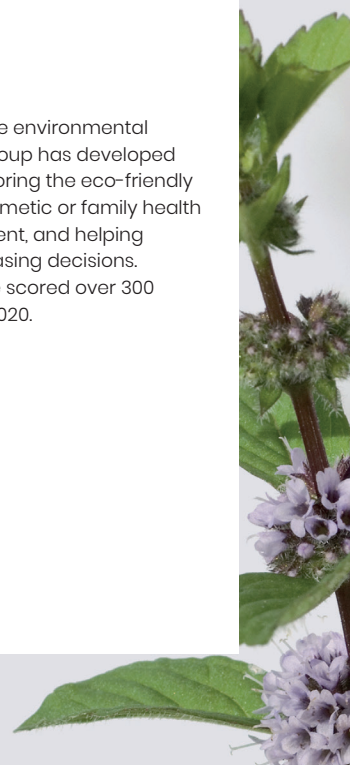 e environmental
oup has developed
oring the eco-friendly
metic or family health
ent, and helping
asing decisions.
scored over 300
020.